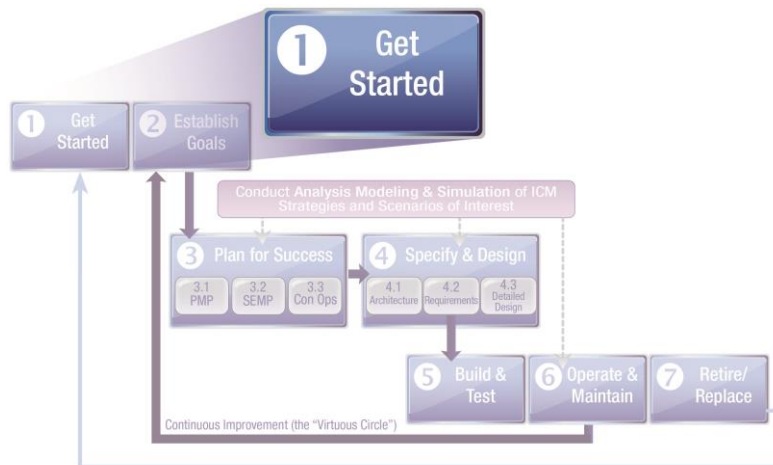 1 Get
Started
1 Get
Started
2 Establish
Goals
Conduct Analysis Modeling & Simulation of ICM
Strategies and Scenarios of Interest
3 Plan for Success
3.1
PMP
3.2
SEMP
3.3
Con Ops
4 Specify & Design
4.1
Architecture
4.2
Requirements
4.3
Detailed
Design
5 Build &
Test
6 Operate &
Maintain
7 Retire/
Replace
Continuous Improvement (the “Virtuous Circle”)